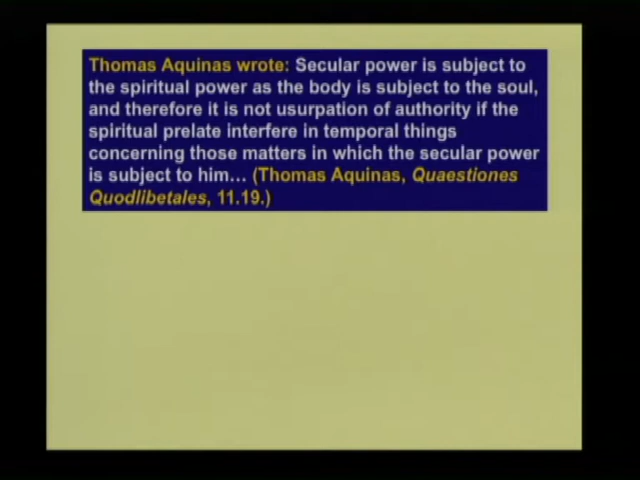 Thomas Aquinas wrote: Secular power is subject to
the spiritual power as the body is subject to the soul,
and therefore it is not usurpation of authority if the
spiritual prelate interfere in temporal things
concerning those matters in which the secular power
is subject to him… (Thomas Aquinas, Quaestiones
Quodlibetales, 11.19.)